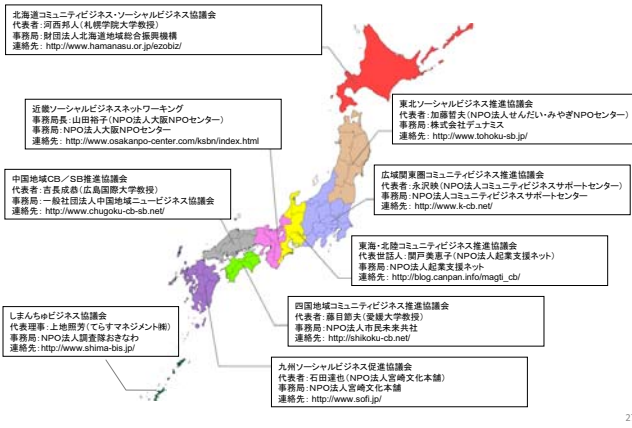 北海道コミュニティビジネス・ソーシャルビジネス協議会
代表者：河西邦人（札幌学院大学教授）
事務局：財団法人北海道地域総合振興機構
連絡先： http://www.hamanasu.or.jp/ezobiz/
近畿ソーシャルビジネスネットワーキング
事務局長：山田裕子（NPO法人大阪NPOセンター）
事務局：NPO法人大阪NPOセンター
連絡先： http://www.osakanpo-center.com/ksbn/index.html
東北ソーシャルビジネス推進協議会
代表者：加藤哲夫（NPO法人せんだい・みやぎNPOセンター）
事務局：株式会社デュナミス
連絡先： http://www.tohoku-sb.jp/
中国地域CB／SB推進協議会
代表者：吉長成恭（広島国際大学教授）
事務局：一般社団法人中国地域ニュービジネス協議会
連絡先：http://www.chugoku-cb-sb.net/
広域関東圏コミュニティビジネス推進協議会
代表者：永沢映（NPO法人コミュニティビジネスサポートセンター）
事務局：NPO法人コミュニティビジネスサポートセンター
連絡先： http://www.k-cb.net/
東海・北陸コミュニティビジネス推進協議会
代表世話人：関戸美恵子（NPO法人起業支援ネット）
事務局：NPO法人起業支援ネット
連絡先： http://blog.canpan.info/magti_cb/
しまんちゅビジネス協議会
代表理事：上地照芳（てらすマネジメント㈱）
事務局：NPO法人調査隊おきなわ
連絡先：http://www.shima-bis.jp/
四国地域コミュニティビジネス推進協議会
代表者：藤目節夫（愛媛大学教授）
事務局：NPO法人市民未来共社
連絡先：http://shikoku-cb.net/
九州ソーシャルビジネス促進協議会
代表者：石田達也（NPO法人宮崎文化本舗）
事務局：NPO法人宮崎文化本舗
連絡先： http://www.sofi.jp/